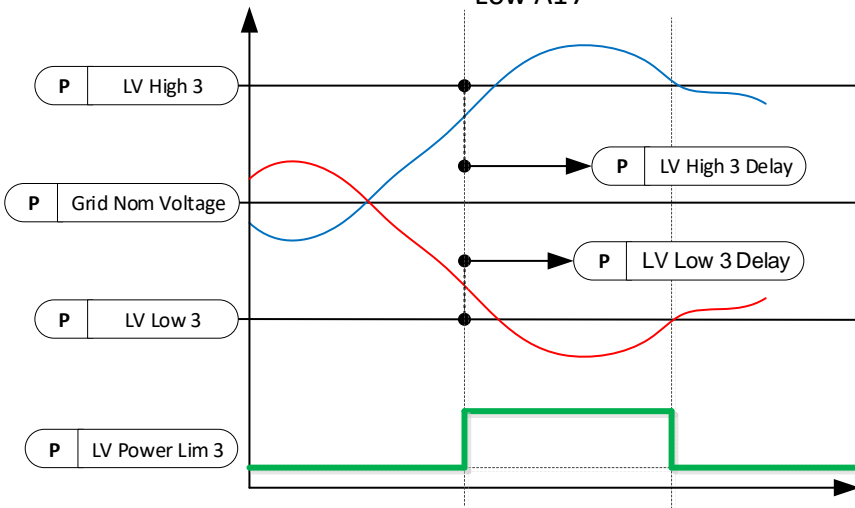 P LV High 3
P LV High 3 Delay
P Grid Nom Voltage
P LV Low 3 Delay
P LV Low 3
P LV Power Lim 3